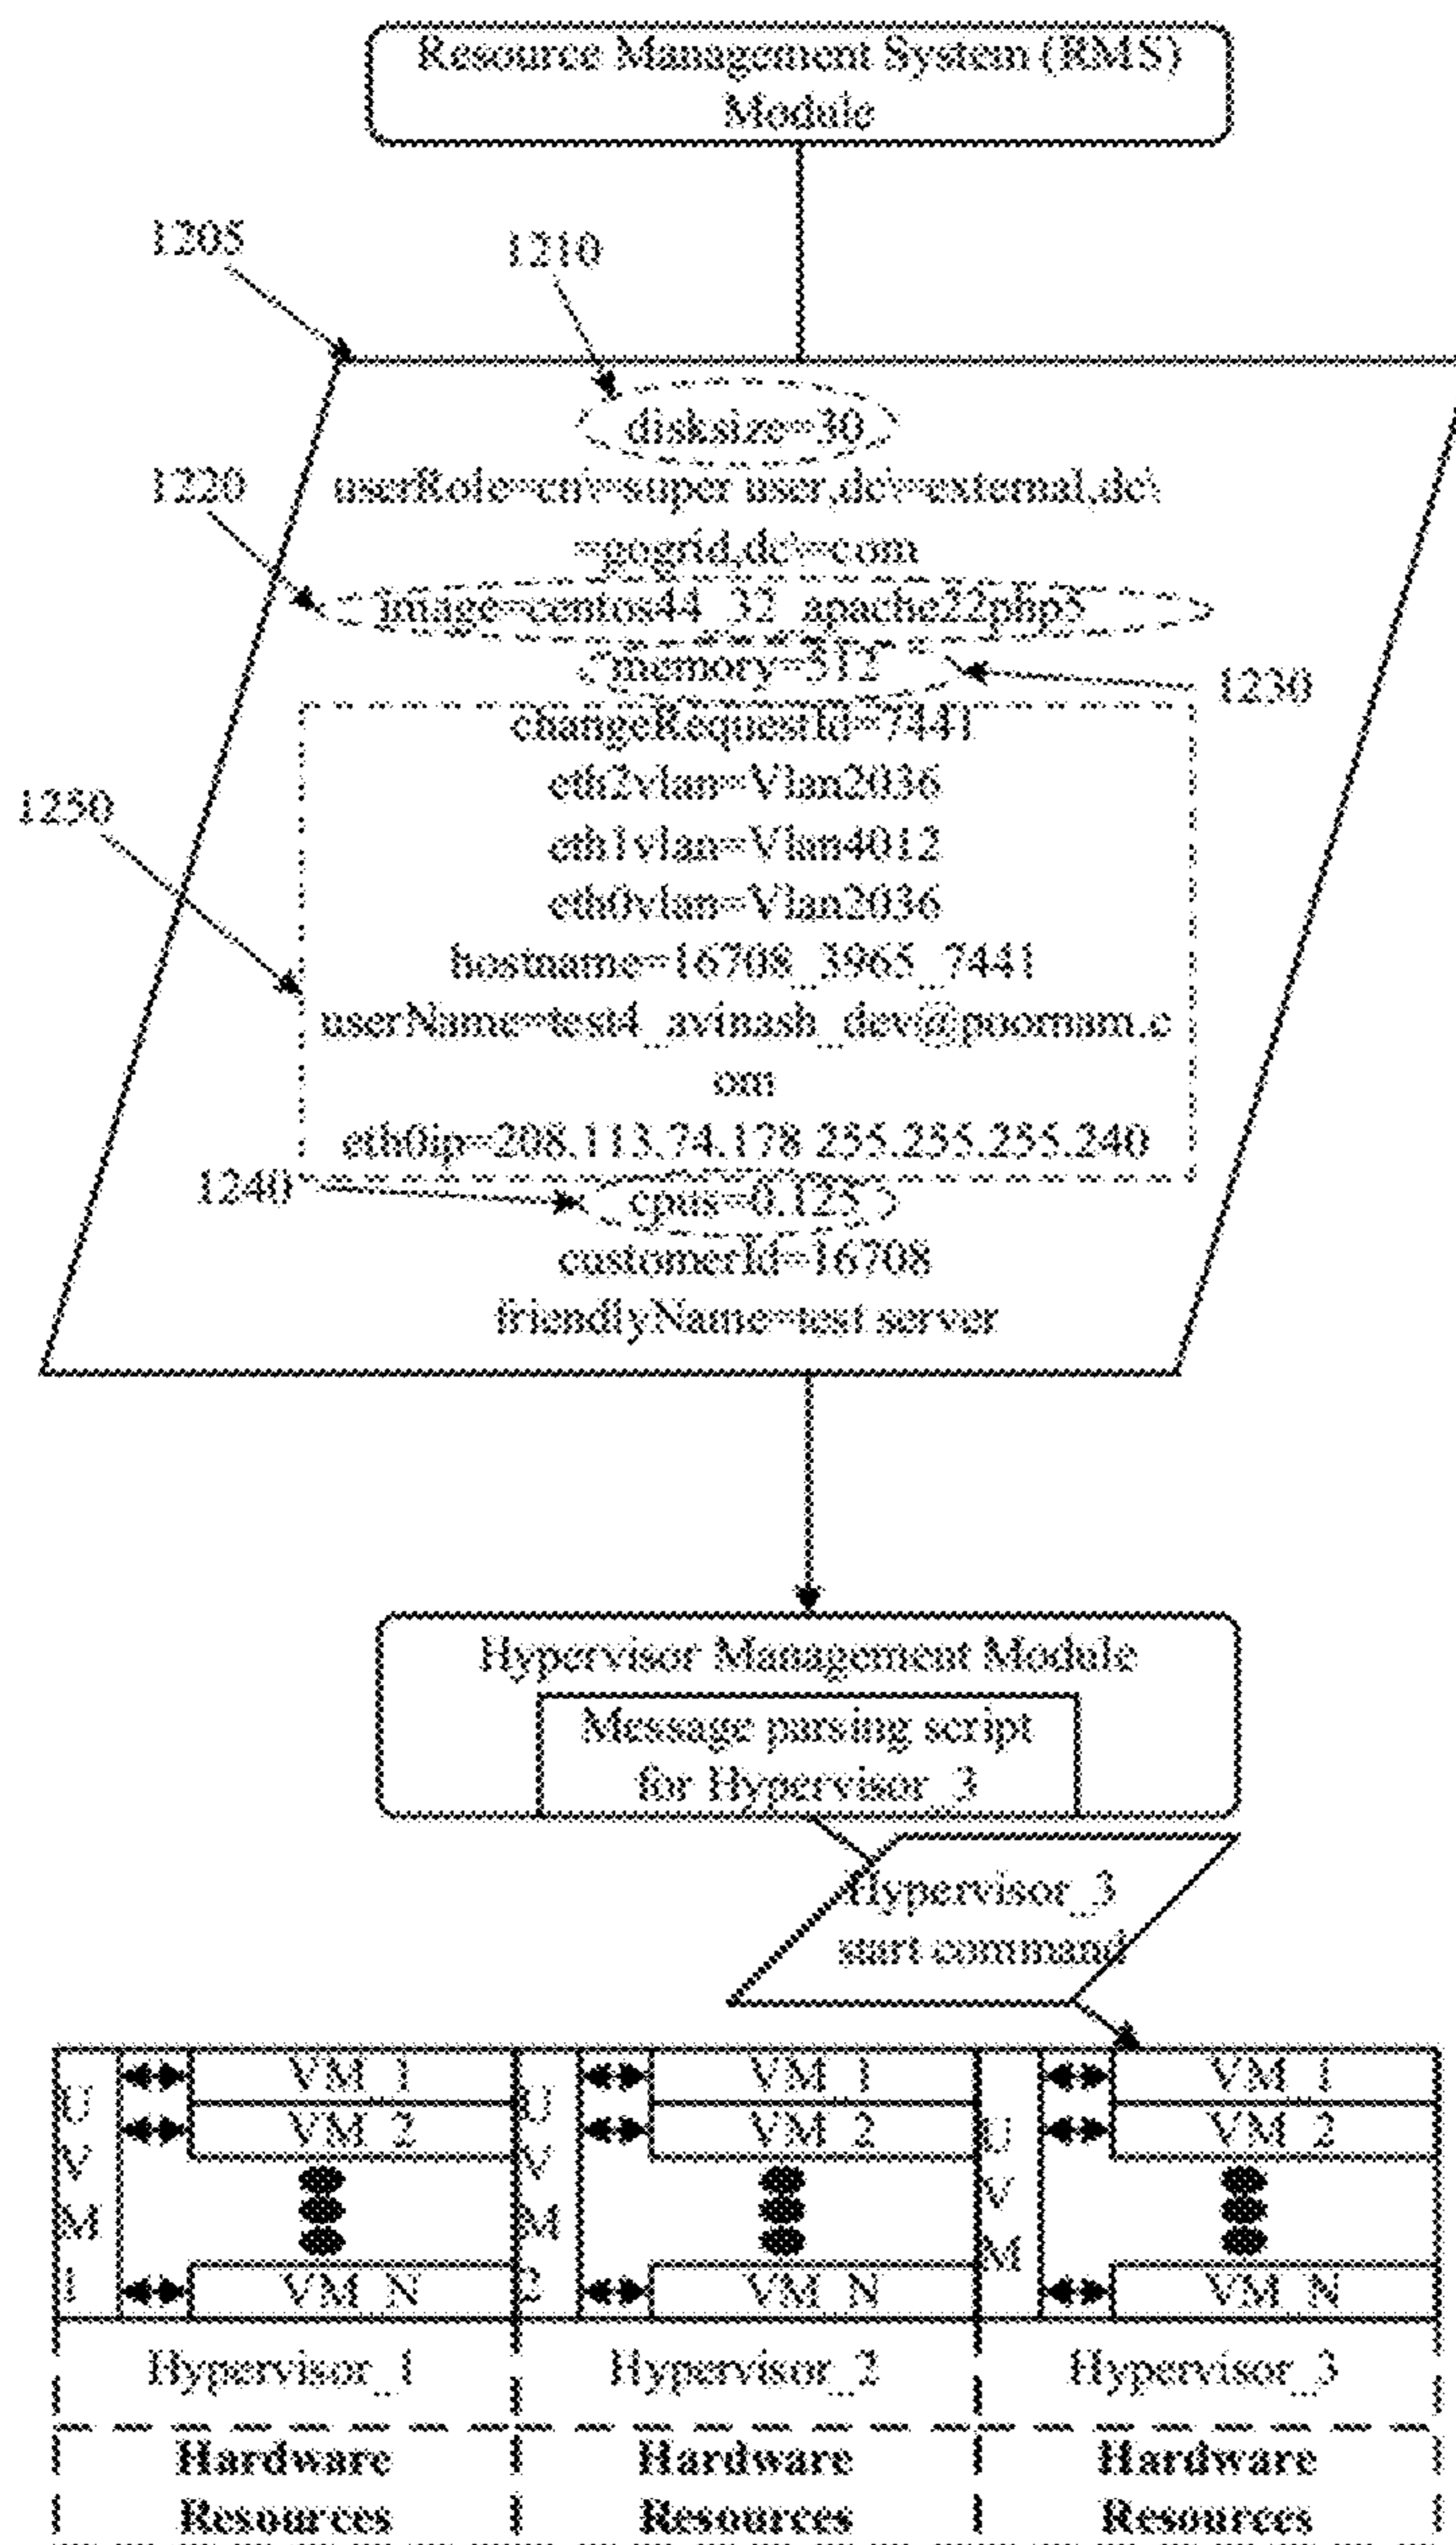 Resource Management System (RMS)
Module
1205
1210
disksize=30
1220
userRole=cn\=super user,dc\=external,dc\
=gogrid,dc\=com
image=centos44_32_apache22php5
memory=512
1230
changeRequestId=7441
eth2vlan=Vlan2036
1250
eth1vlan=Vlan4012
eth0vlan=Vlan2036
hostname=16708_3965_7441
userName=test4_avinash_dev@poornam.c
om
eth0ip=208.113.74.178 255.255.255.240
1240
cpus=0.125
customerId=16708
friendlyName=test server
Hypervisor Management Module
Message parsing script
for Hypervisor_3
Hypervisor_3
start command
UVM1
VM_1
VM_2
VM_N
UVM2
VM_1
VM_2
VM_N
UVM
VM_1
VM_2
VM_N
Hypervisor_1
Hypervisor_2
Hypervisor_3
Hardware
Resources
Hardware
Resources
Hardware
Resources